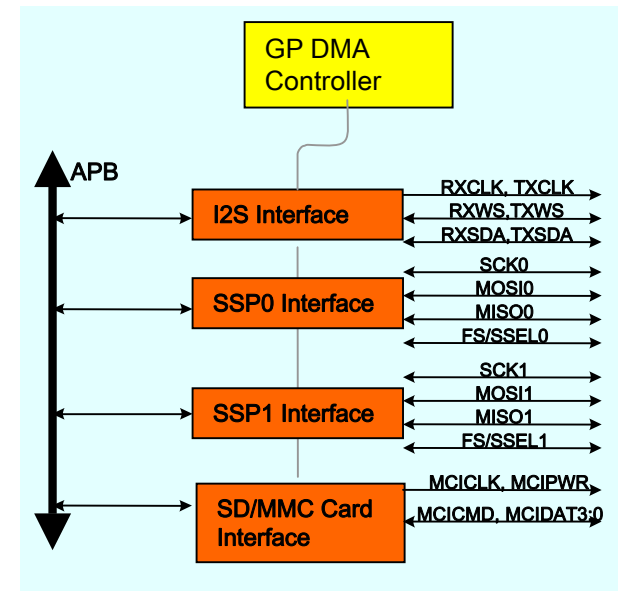 GP DMA
Controller
APB
I2S Interface
RXCLK, TXCLK
RXWS,TXWS
RXSDA,TXSDA
SSP0 Interface
SCK0
MOSI0
MISO0
FS/SSEL0
SSP1 Interface
SCK1
MOSI1
MISO1
FS/SSEL1
SD/MMC Card
Interface
MCICLK, MCIPWR
MCICMD, MCIDAT3:0